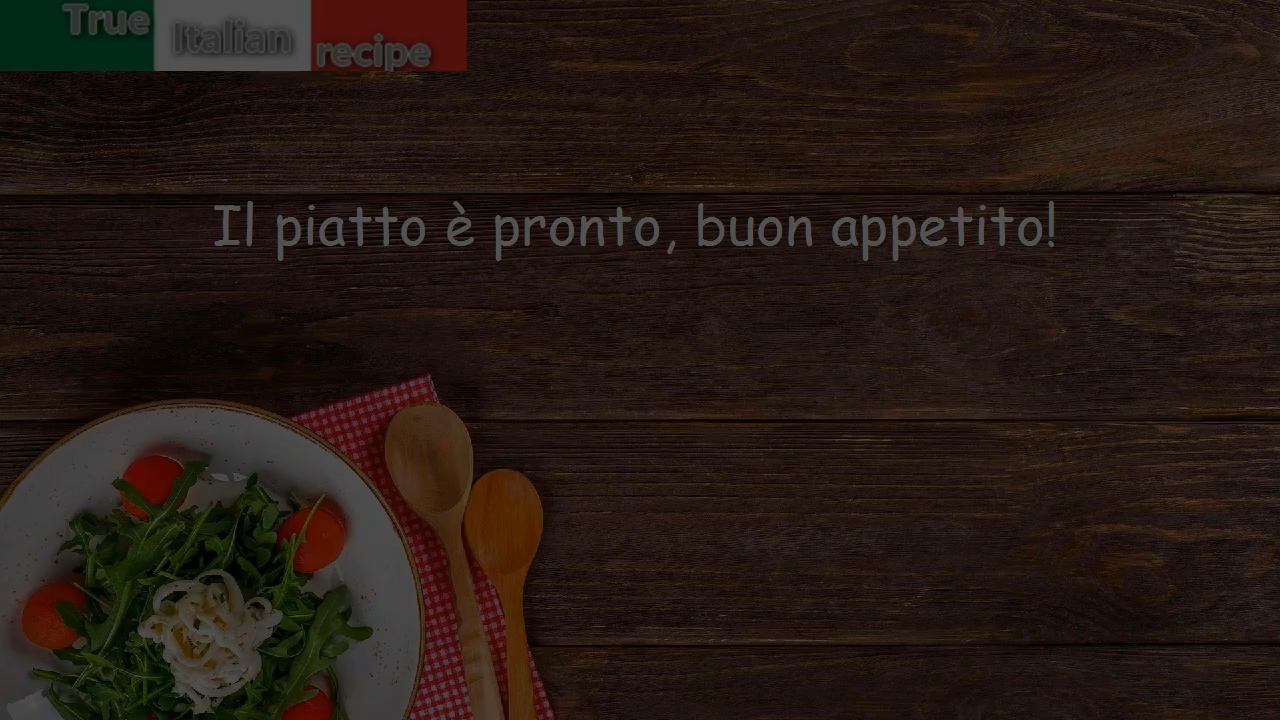 True Italian recipe
Il piatto è pronto, buon appetito!